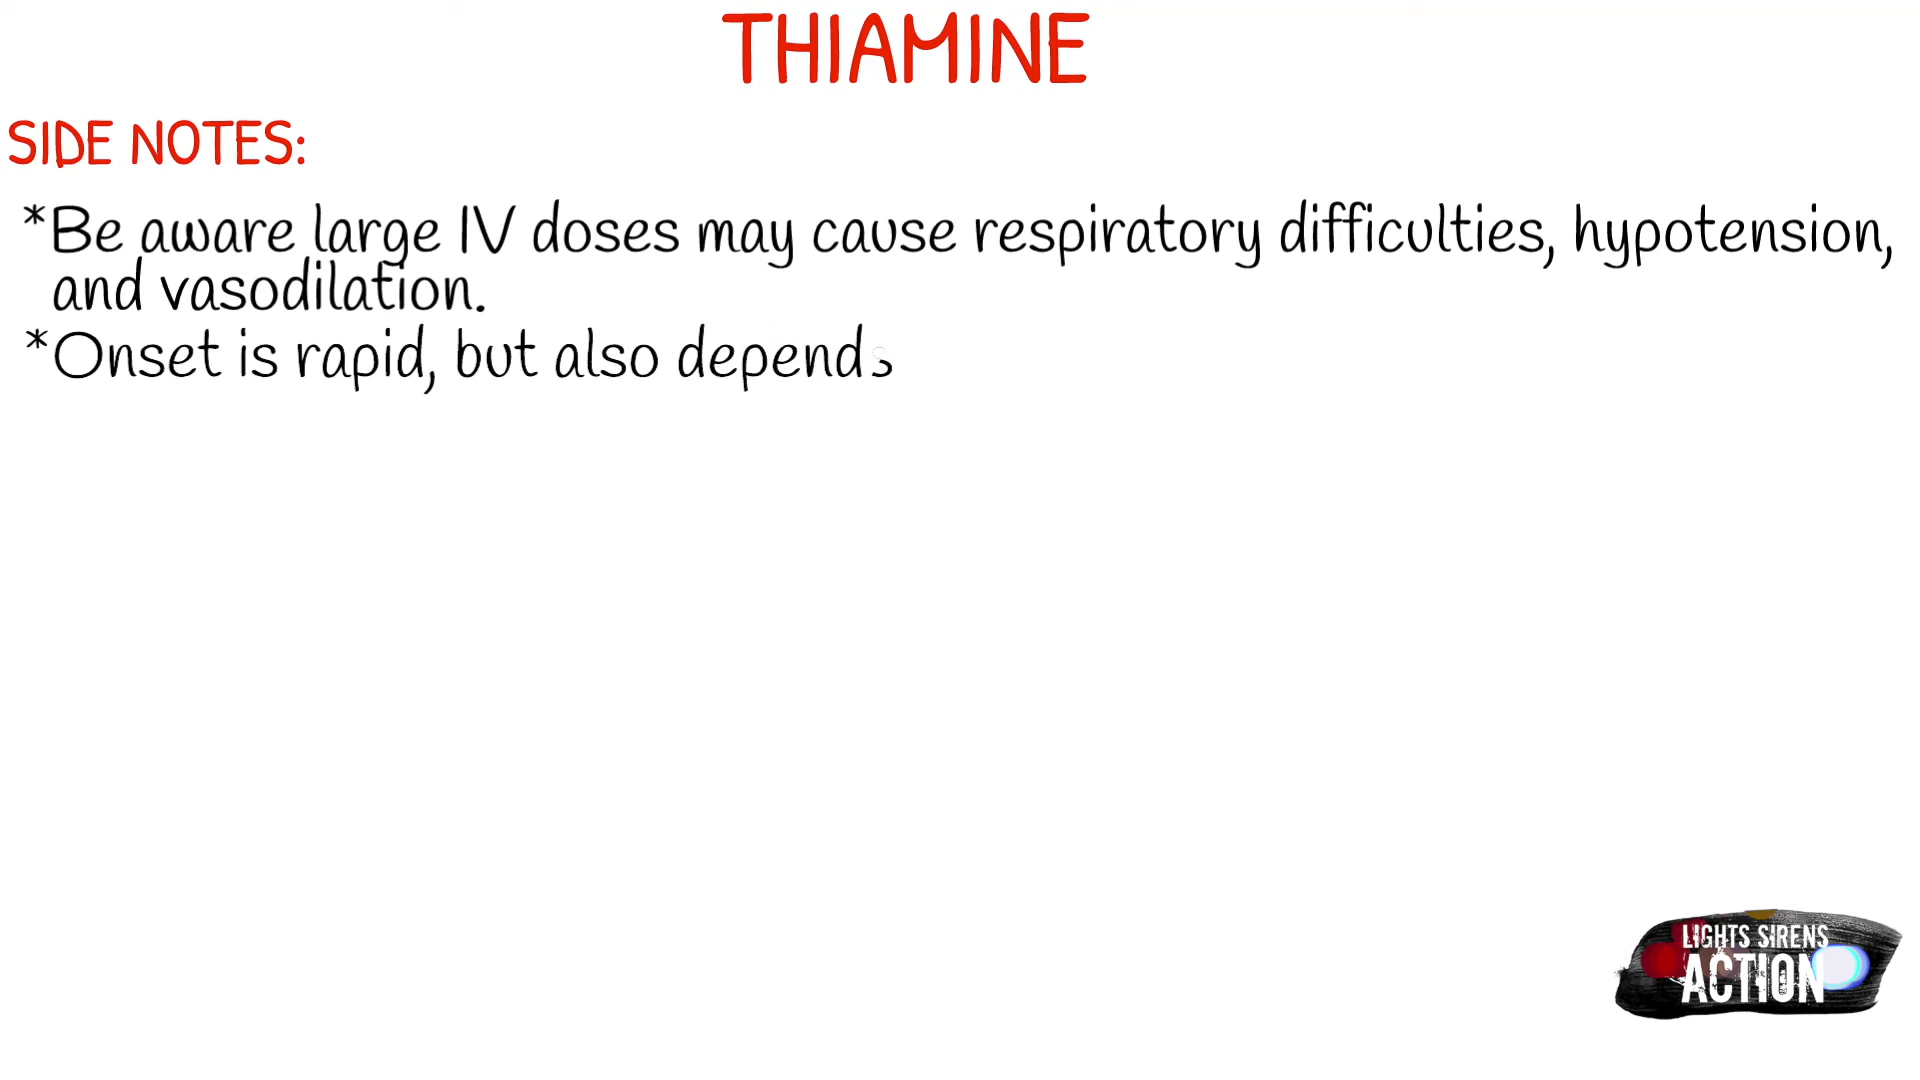 THIAMINE
SIDE NOTES:
*Be aware large IV doses may cause respiratory difficulties, hypotension,
and vasodilation.
*Onset is rapid, but also depends
LIGHTS SIRENS
ACTION